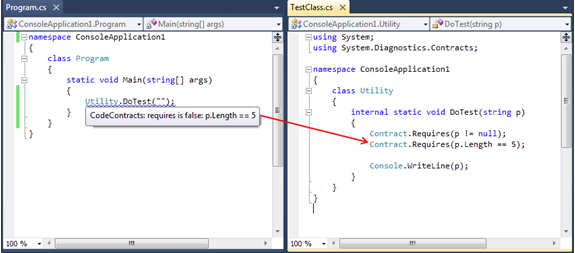 Program.cs
ConsoleApplication1.Program
Main(string[] args)
namespace ConsoleApplication1
{
class Program
{
static void Main(string[] args)
{
Utility.DoTest("");
}
CodeContracts: requires is false: p.Length == 5
}
}
100 %
TestClass.cs
ConsoleApplication1.Utility
DoTest(string p)
using System;
using System.Diagnostics.Contracts;
namespace ConsoleApplication1
{
class Utility
{
internal static void DoTest(string p)
{
Contract.Requires(p != null);
Contract.Requires(p.Length == 5);
Console.WriteLine(p);
}
}
}
100 %